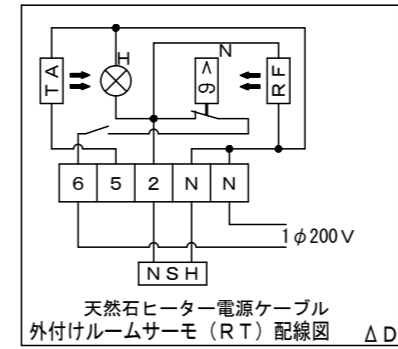 H
N
TA
6>
RF
6 5 2 N N
1φ200V
NSH
天然石ヒーター電源ケーブル
外付けルームサーモ（RT）配線図 ΔD